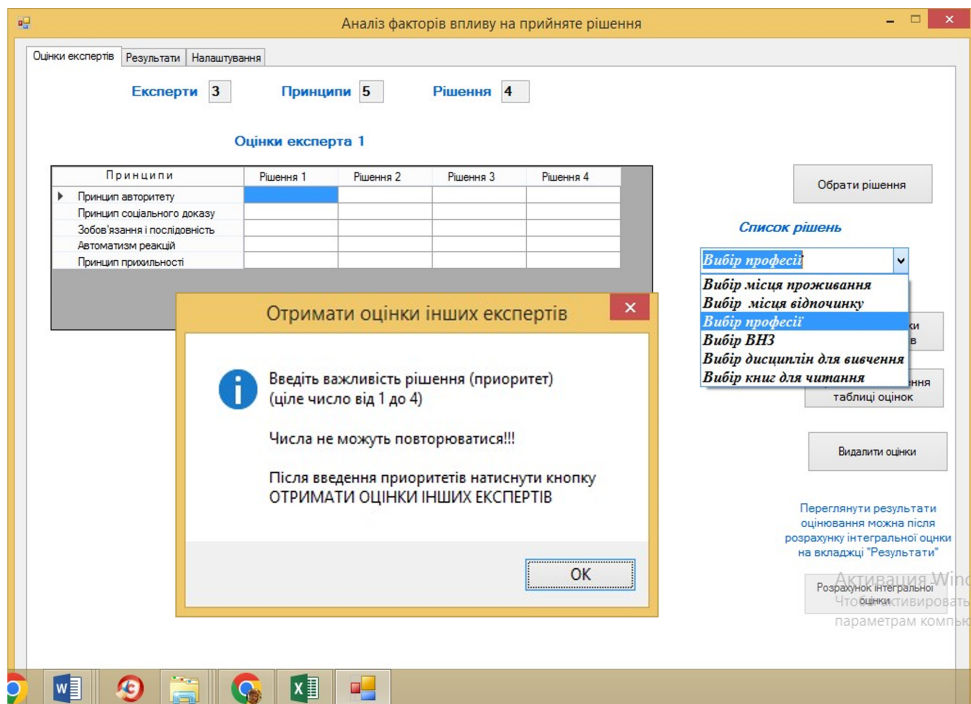 Аналіз факторів впливу на прийняте рішення
Оцінки експертів Результати Налаштування
Експерти 3 Принципи 5 Рішення 4
Оцінки експерта 1
Принципи Рішення 1 Рішення 2 Рішення 3 Рішення 4
Принцип авторитету
Принцип соціального доказу
Зобов'язання і послідовність
Автоматизм реакцій
Принцип прихильності
Обрати рішення
Список рішень
Вибір професії
Вибір місця проживання
Вибір місця відпочинку
Вибір професії
Вибір ВНЗ
Вибір дисциплін для вивчення
Вибір книг для читання
таблиці оцінок
Видалити оцінки
Отримати оцінки інших експертів
Введіть важливість рішення (приоритет)
(ціле число від 1 до 4)
Числа не можуть повторюватися!!!
Після введення приоритетів натиснути кнопку
ОТРИМАТИ ОЦІНКИ ІНШИХ ЕКСПЕРТІВ
OK
Переглянути результати
оцінювання можна після
розрахунку інтегральної оцнки
на вкладжці "Результати"
Розрахунок інтегральної
оцінки
Активация Wind
параметрам компью